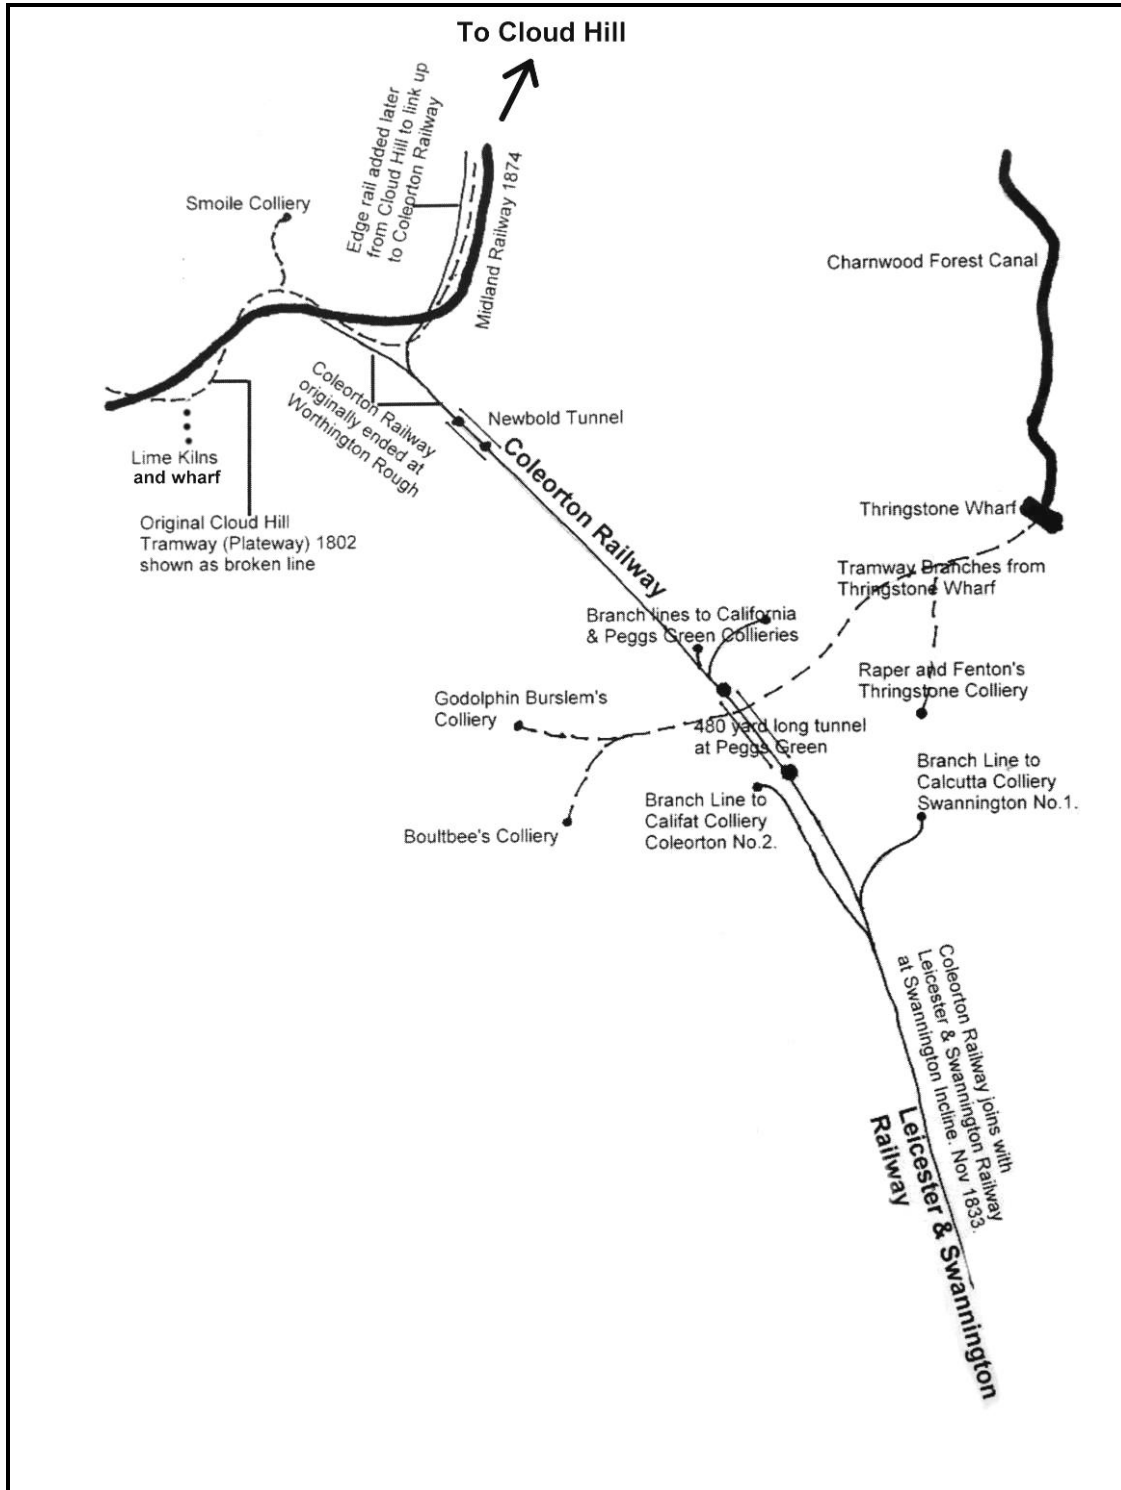 To Cloud Hill
Edge rail added later
from Cloud Hill to link up
to Coleorton Railway
Midland Railway 1874
Smoile Colliery
Charnwood Forest Canal
Coleorton Railway
originally ended at
Worthington Rough
Newbold Tunnel
Lime Kilns
and wharf
Original Cloud Hill
Tramway (Plateway) 1802
shown as broken line
Coleorton Railway
Thringstone Wharf
Tramway Branches from
Thringstone Wharf
Branch lines to California
& Peggs Green Collieries
Raper and Fenton's
Thringstone Colliery
Godolphin Burslem's
Colliery
480 yard long tunnel
at Peggs Green
Branch Line to
Calcutta Colliery
Swannington No.1.
Branch Line to
Califat Colliery
Coleorton No.2.
Boultbee's Colliery
Coleorton Railway joins with
Leicester & Swannington Railway
at Swannington Incline. Nov 1833.
Leicester & Swannington
Railway